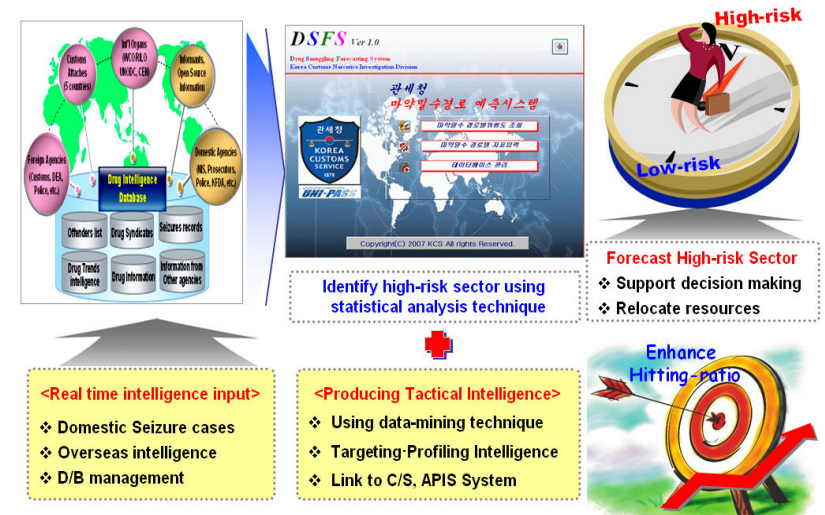 Customs
Attaches
(5 countries)
Int'l Organs
(WCO RILO
UNODC, CEN)
Informants,
Open Source
Information
Foreign Agencies
(Customs, DEA,
Police, etc.)
Domestic Agencies
(NIS, Prosecutors,
Police, KFDA, etc.)
Drug Intelligence
Database
Offenders list
Drug Syndicates
Seizures records
Drug Trends
Intelligence
Drug Information
Information from
Other agencies
DSFS Ver 1.0
Drug Smuggling Forecasting System
Korea Customs Narcotics Investigation Division
관세청
마약밀수경로 예측시스템
관세청
KOREA
CUSTOMS
SERVICE
1878
UNI-PASS
마약밀수 경로별위험도 조회
마약밀수 경로별 자료입력
데이터베이스 관리
Copyright(C) 2007 KCS All rights Reserved.
High-risk
N
Low-risk
Identify high-risk sector using
statistical analysis technique
Forecast High-risk Sector
❖ Support decision making
❖ Relocate resources
<Real time intelligence input>
❖ Domestic Seizure cases
❖ Overseas intelligence
❖ D/B management
<Producing Tactical Intelligence>
❖ Using data-mining technique
❖ Targeting-Profiling Intelligence
❖ Link to C/S, APIS System
Enhance
Hitting-ratio